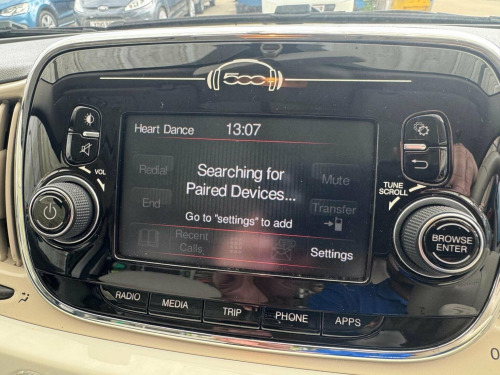 500
Heart Dance 13:07
Redial
Searching for
Paired Devices...
Mute
End
Go to "settings" to add
Transfer
Recent
Calls
Settings
VOL
TUNE
SCROLL
BROWSE
ENTER
RADIO
MEDIA
TRIP
PHONE
APPS